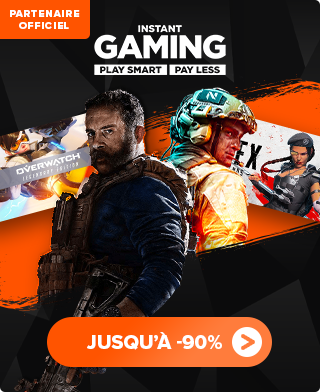 PARTENAIRE
OFFICIEL
INSTANT
GAMING
PLAY SMART PAY LESS
OVERWATCH
LEGENDARY EDITION
EX
JUSQU'À -90%